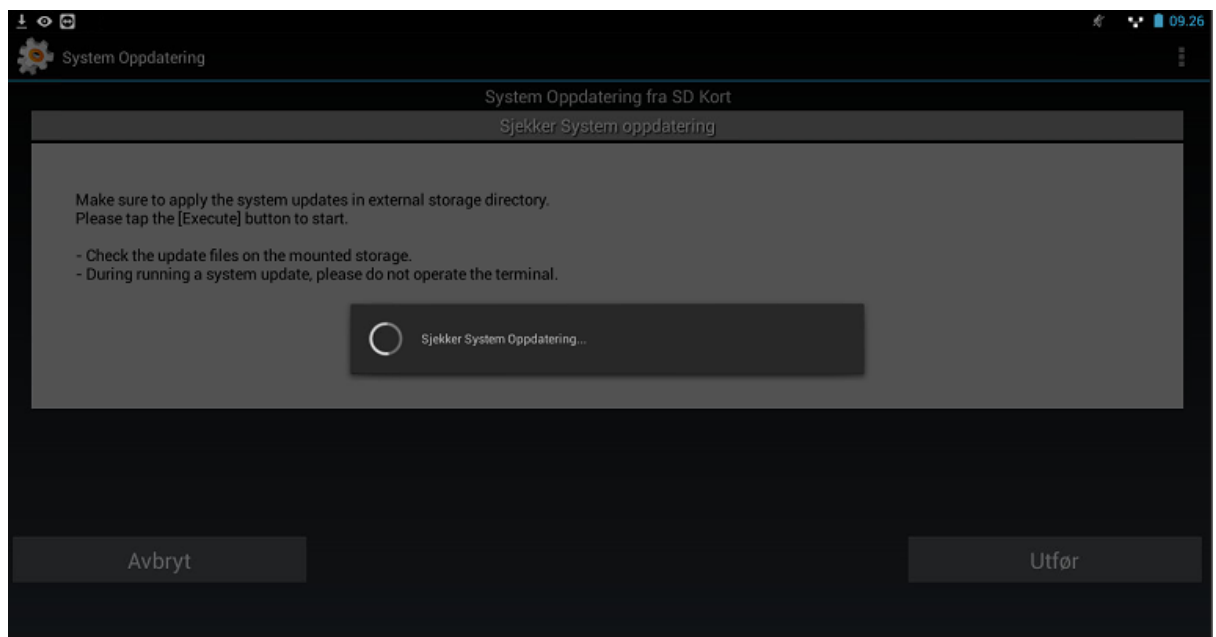 09.26
System Oppdatering
System Oppdatering fra SD Kort
Sjekker System oppdatering
Make sure to apply the system updates in external storage directory.
Please tap the [Execute] button to start.
- Check the update files on the mounted storage.
- During running a system update, please do not operate the terminal.
Sjekker System Oppdatering...
Avbryt
Utfør